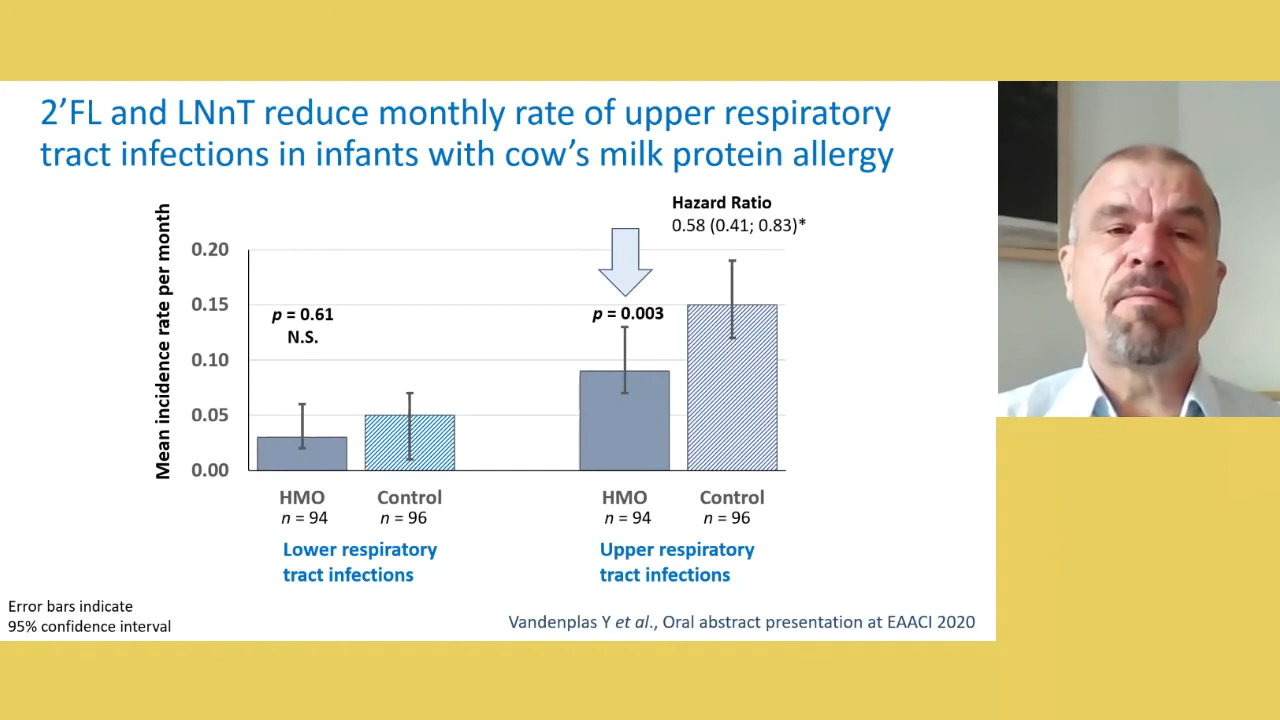 2’FL and LNnT reduce monthly rate of upper respiratory
tract infections in infants with cow’s milk protein allergy
Hazard Ratio
0.58 (0.41; 0.83)*
Mean incidence rate per month
0.20
0.15
0.10
0.05
0.00
p = 0.61
N.S.
p = 0.003
HMO
n = 94
Control
n = 96
HMO
n = 94
Control
n = 96
Lower respiratory
tract infections
Upper respiratory
tract infections
Error bars indicate
95% confidence interval
Vandenplas Y et al., Oral abstract presentation at EAACI 2020